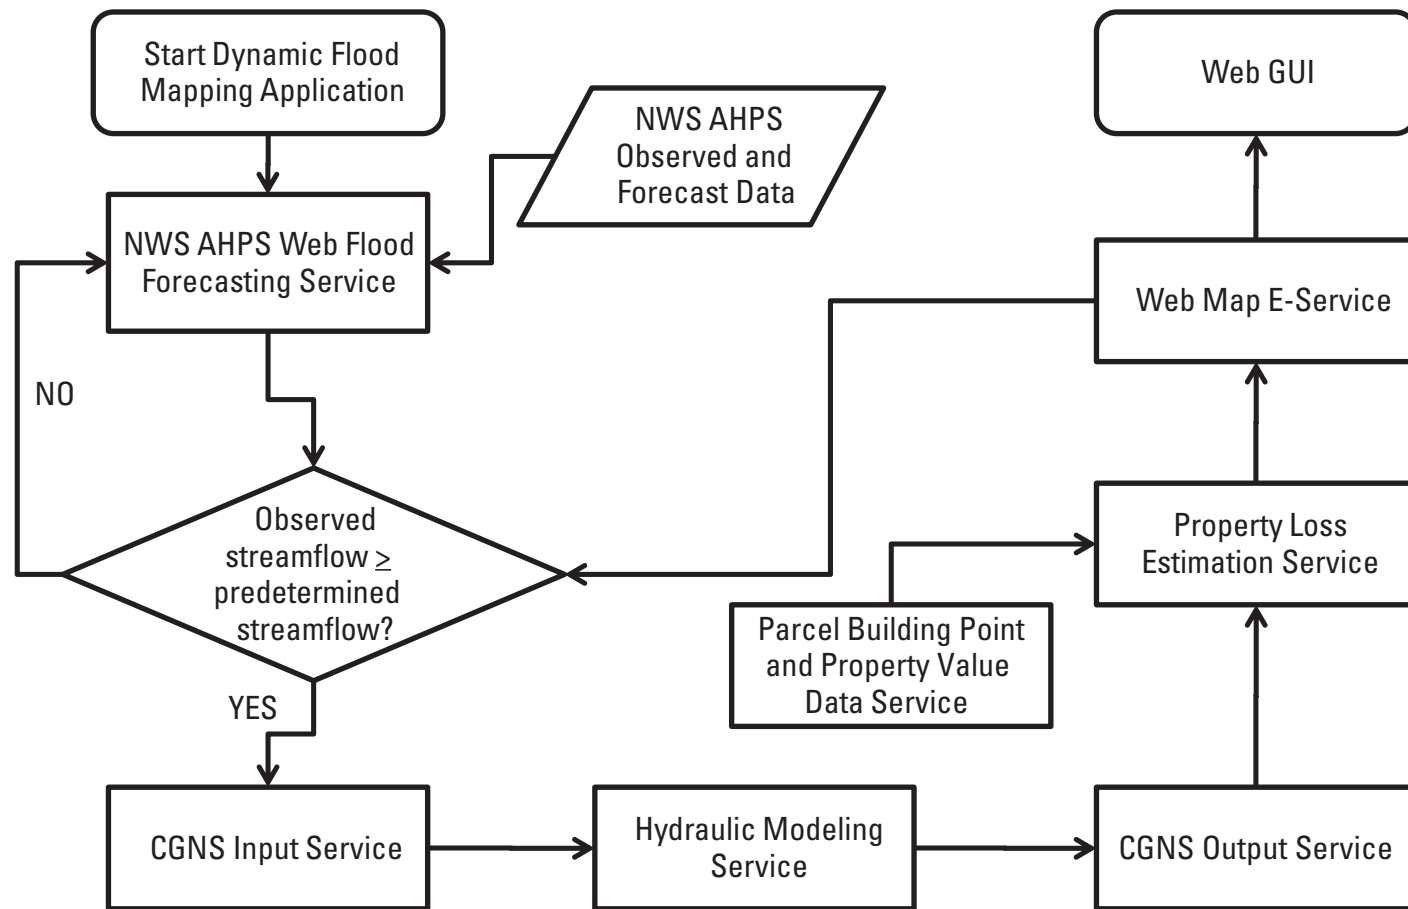 Start Dynamic Flood
Mapping Application
NWS AHPS
Observed and
Forecast Data
Web GUI
NWS AHPS Web Flood
Forecasting Service
Web Map E-Service
NO
Observed
streamflow ≥
predetermined
streamflow?
Property Loss
Estimation Service
Parcel Building Point
and Property Value
Data Service
YES
CGNS Input Service
Hydraulic Modeling
Service
CGNS Output Service